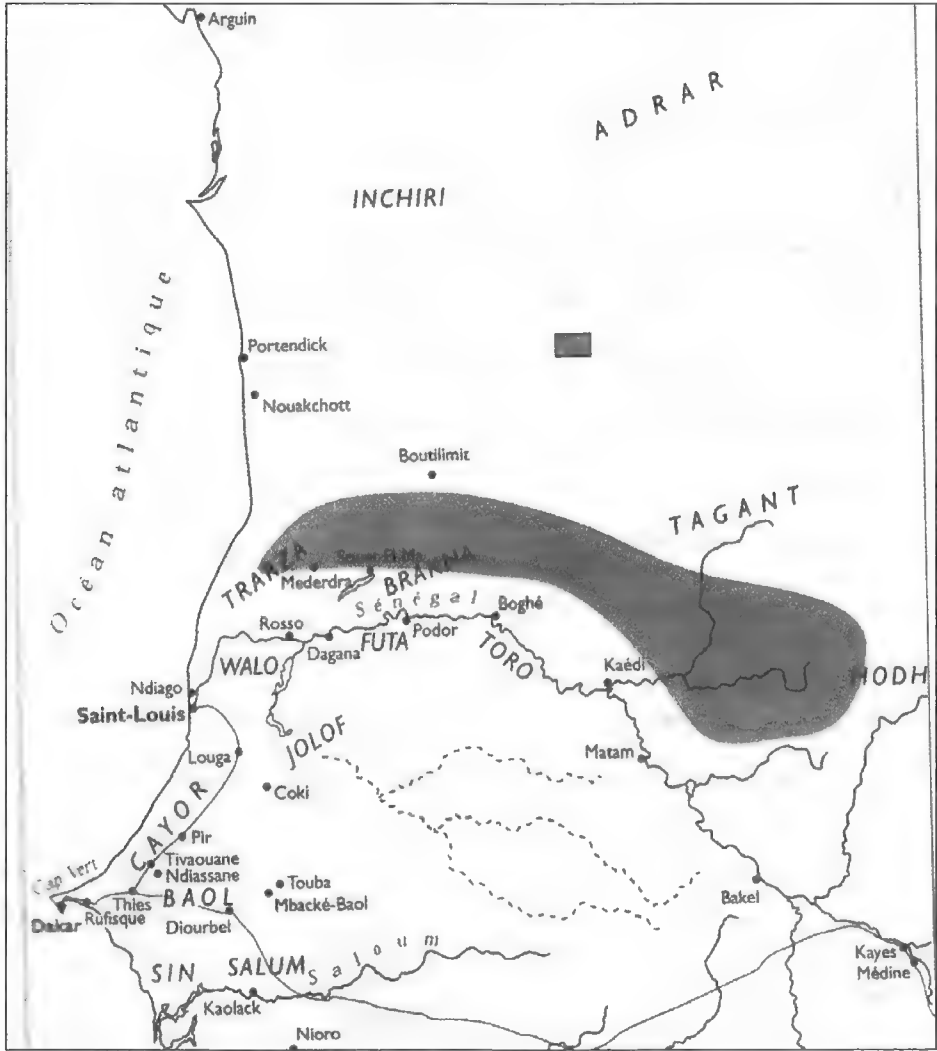 Arguin
ADRAR
INCHIRI
Océan atlantique
Portendick
Nouakchott
Boutilimit
TAGANT
TRARZA
Mederdra
BRAKNA
Sénégal
Boghé
Rosso
Dagana
FUTA
Podor
WALO
TORO
Kaédi
HODH
Ndiago
Saint-Louis
JOLOF
Louga
Matam
Coki
CAYOR
Pir
Cap Vert
Tivaouane
Ndiassane
Touba
Mbacké-Baol
Bakel
Dakar
Rufisque
Thies
BAOL
Diourbel
SIN
SALUM
Saloum
Kaolack
Kayes
Médine
Nioro